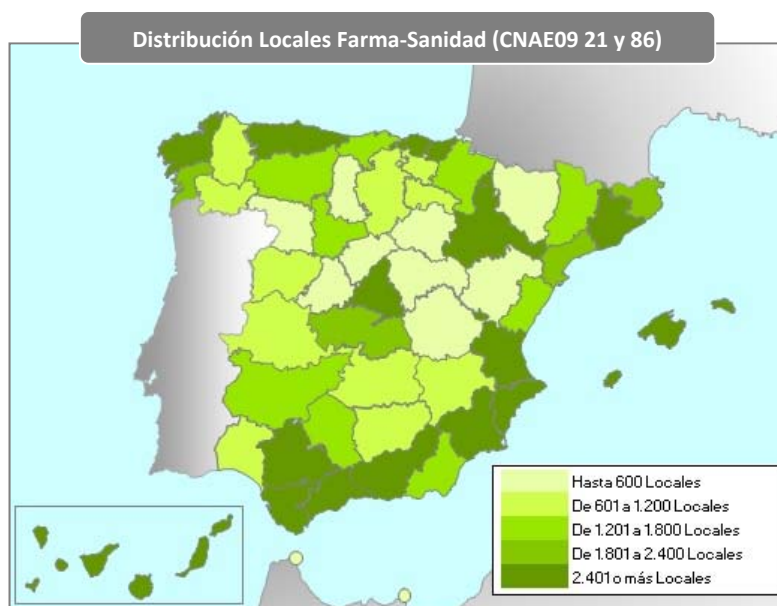 Distribución Locales Farma-Sanidad (CNAE09 21 y 86)
Hasta 600 Locales
De 601 a 1.200 Locales
De 1.201 a 1.800 Locales
De 1.801 a 2.400 Locales
2.401 o más Locales